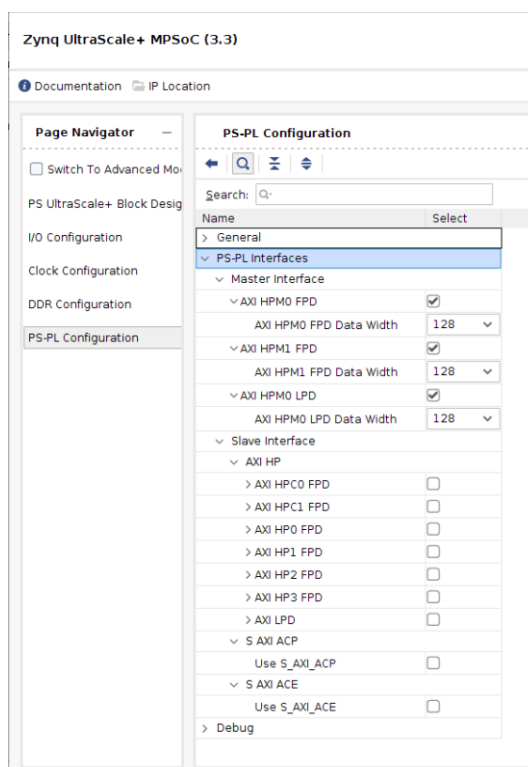 Zynq UltraScale+ MPSoC (3.3)
Documentation IP Location
Page Navigator
Switch To Advanced Mo
PS UltraScale+ Block Desig
I/O Configuration
Clock Configuration
DDR Configuration
PS-PL Configuration
PS-PL Configuration
Search:
Name Select
General
PS-PL Interfaces
Master Interface
AXI HPM0 FPD
AXI HPM0 FPD Data Width 128
AXI HPM1 FPD
AXI HPM1 FPD Data Width 128
AXI HPM0 LPD
AXI HPM0 LPD Data Width 128
Slave Interface
AXI HP
AXI HPC0 FPD
AXI HPC1 FPD
AXI HP0 FPD
AXI HP1 FPD
AXI HP2 FPD
AXI HP3 FPD
AXI LPD
S AXI ACP
Use S_AXI_ACP
S AXI ACE
Use S_AXI_ACE
Debug